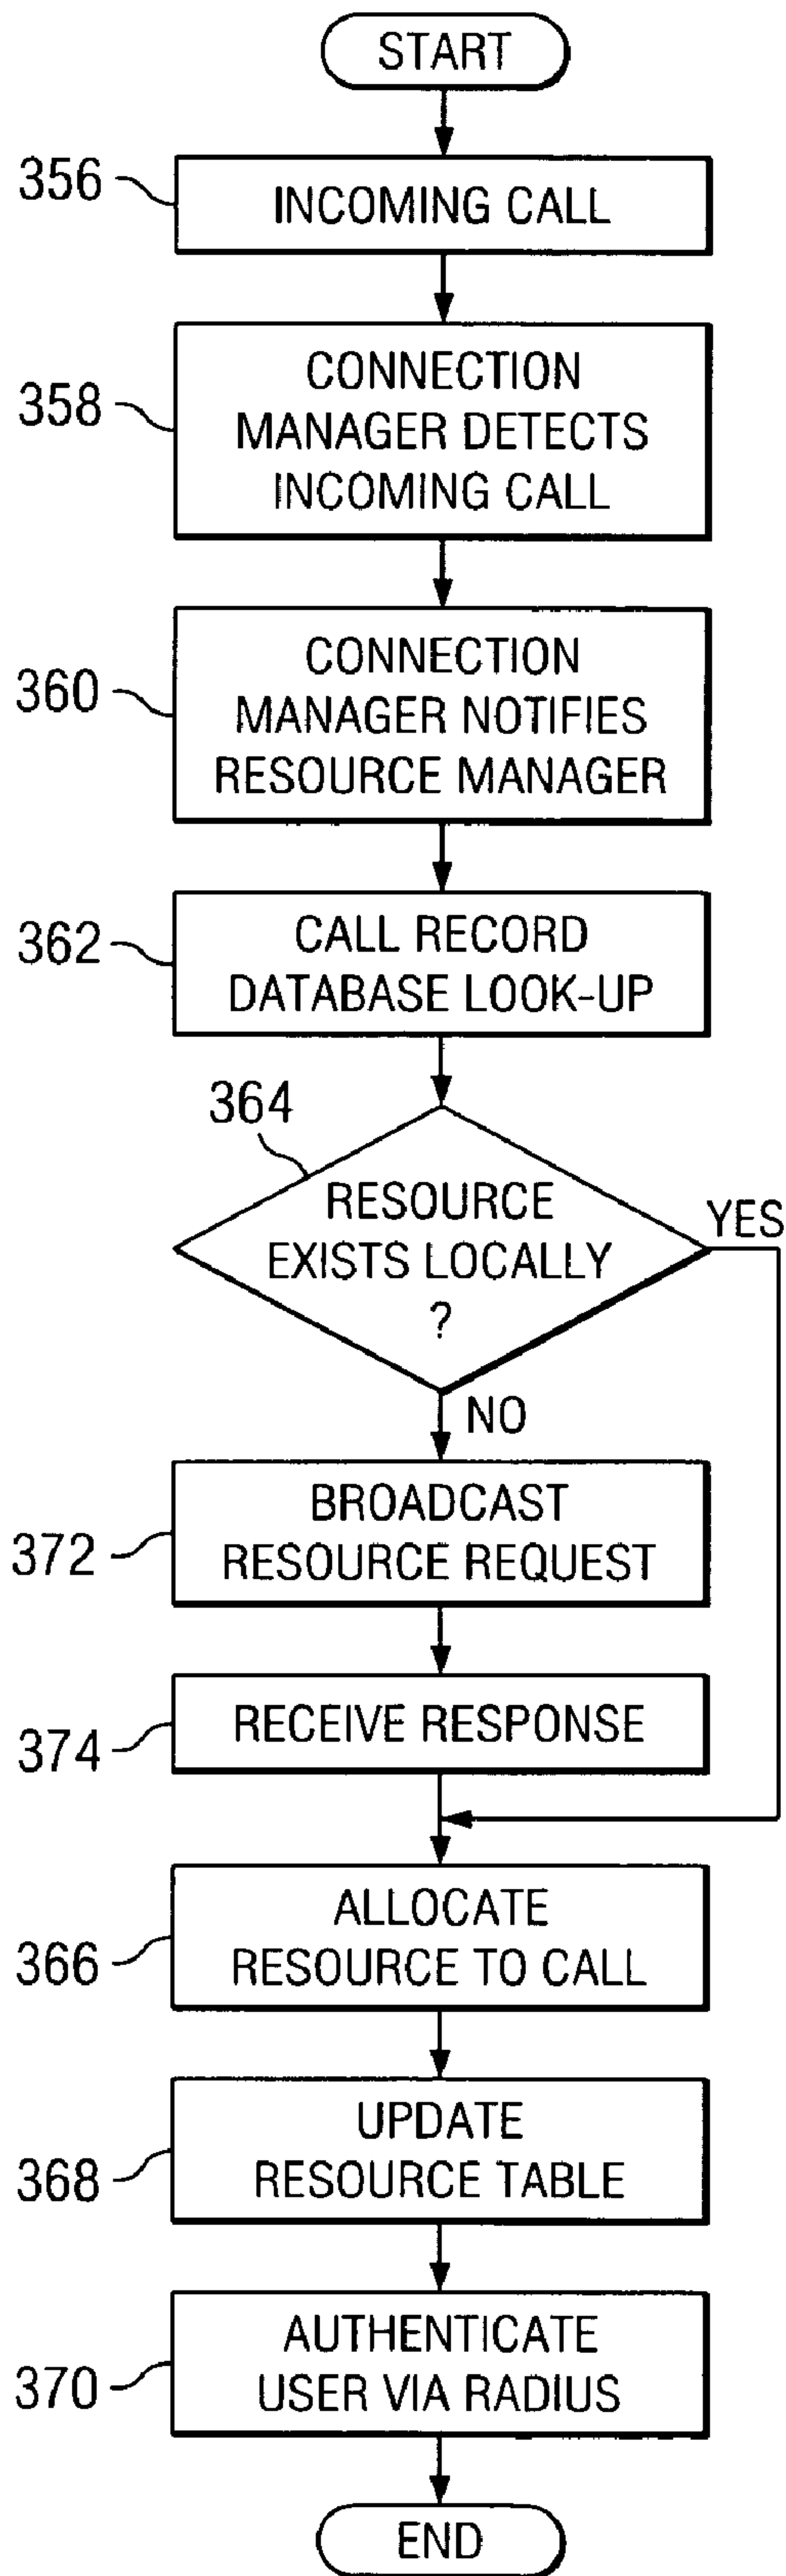 START
356
INCOMING CALL
358
CONNECTION
MANAGER DETECTS
INCOMING CALL
360
CONNECTION
MANAGER NOTIFIES
RESOURCE MANAGER
362
CALL RECORD
DATABASE LOOK-UP
364
RESOURCE
EXISTS LOCALLY
?
YES
NO
372
BROADCAST
RESOURCE REQUEST
374
RECEIVE RESPONSE
366
ALLOCATE
RESOURCE TO CALL
368
UPDATE
RESOURCE TABLE
370
AUTHENTICATE
USER VIA RADIUS
END